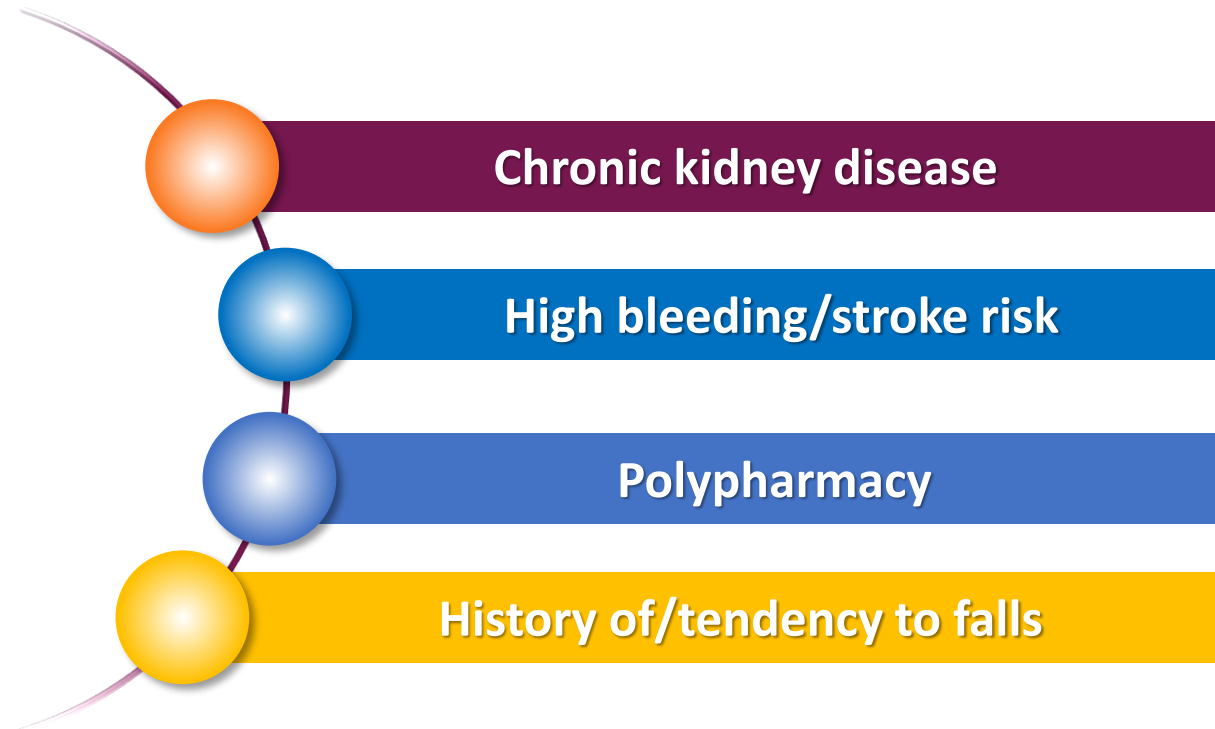 Chronic kidney disease
High bleeding/stroke risk
Polypharmacy
History of/tendency to falls